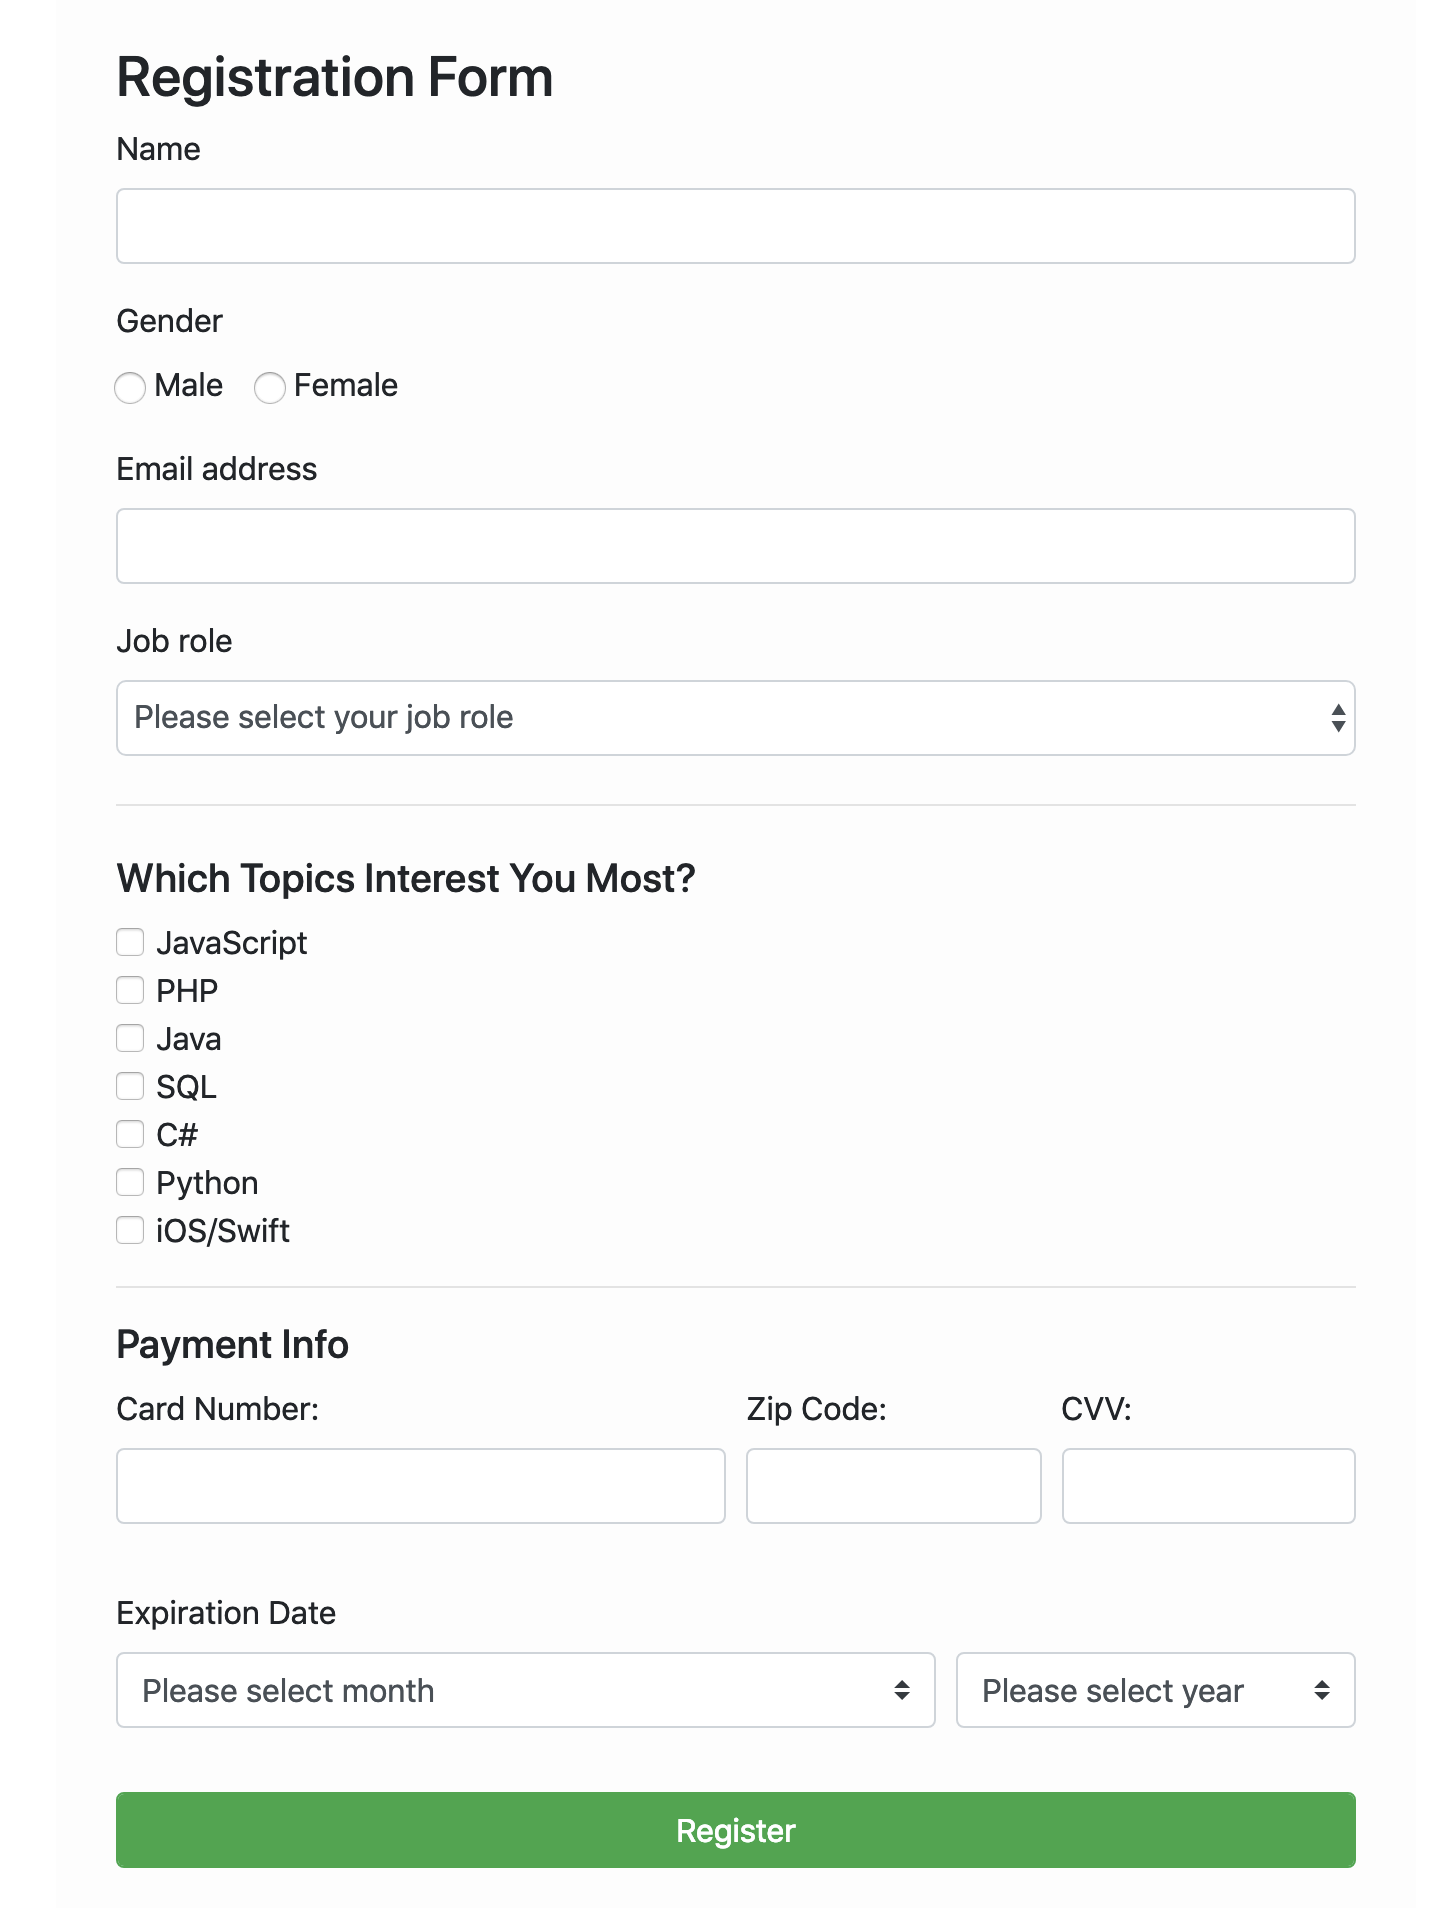 Registration Form
Name
Gender
Male Female
Email address
Job role
Please select your job role
Which Topics Interest You Most?
JavaScript
PHP
Java
SQL
C#
Python
iOS/Swift
Payment Info
Card Number: Zip Code: CVV:
Expiration Date
Please select month Please select year
Register